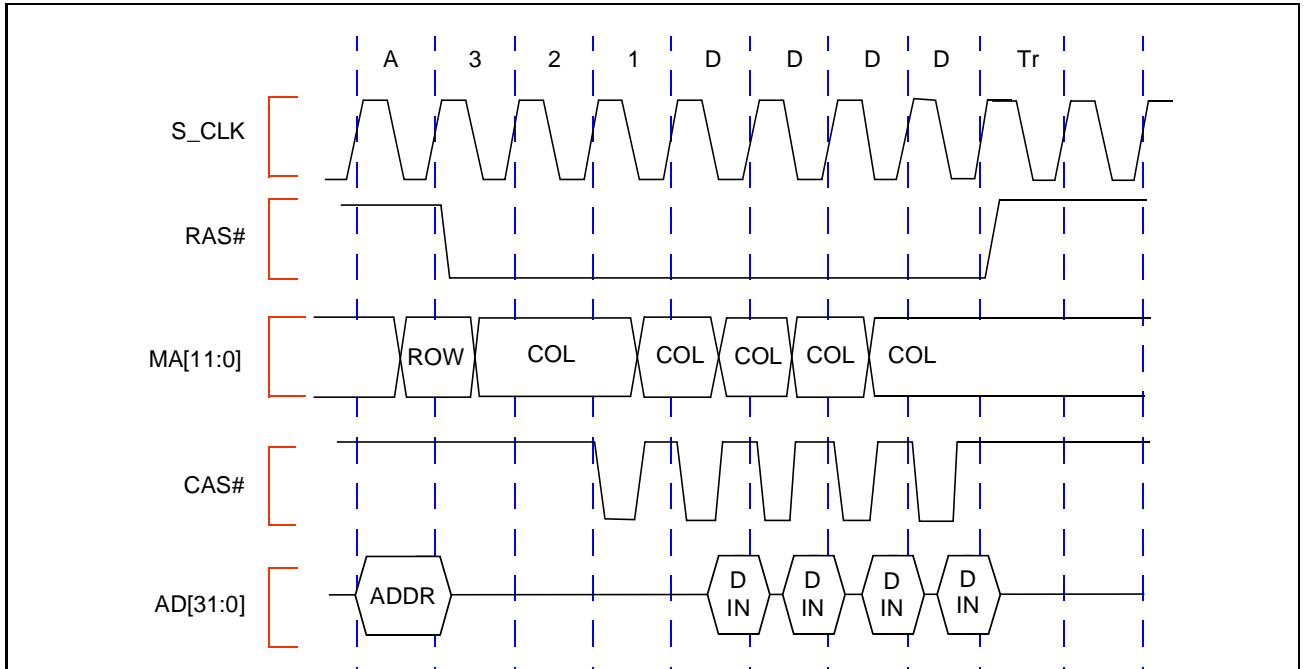 A 3 2 1 D D D D Tr
S_CLK
RAS#
MA[11:0] ROW COL COL COL COL COL
CAS#
AD[31:0] ADDR D IN D IN D IN D IN